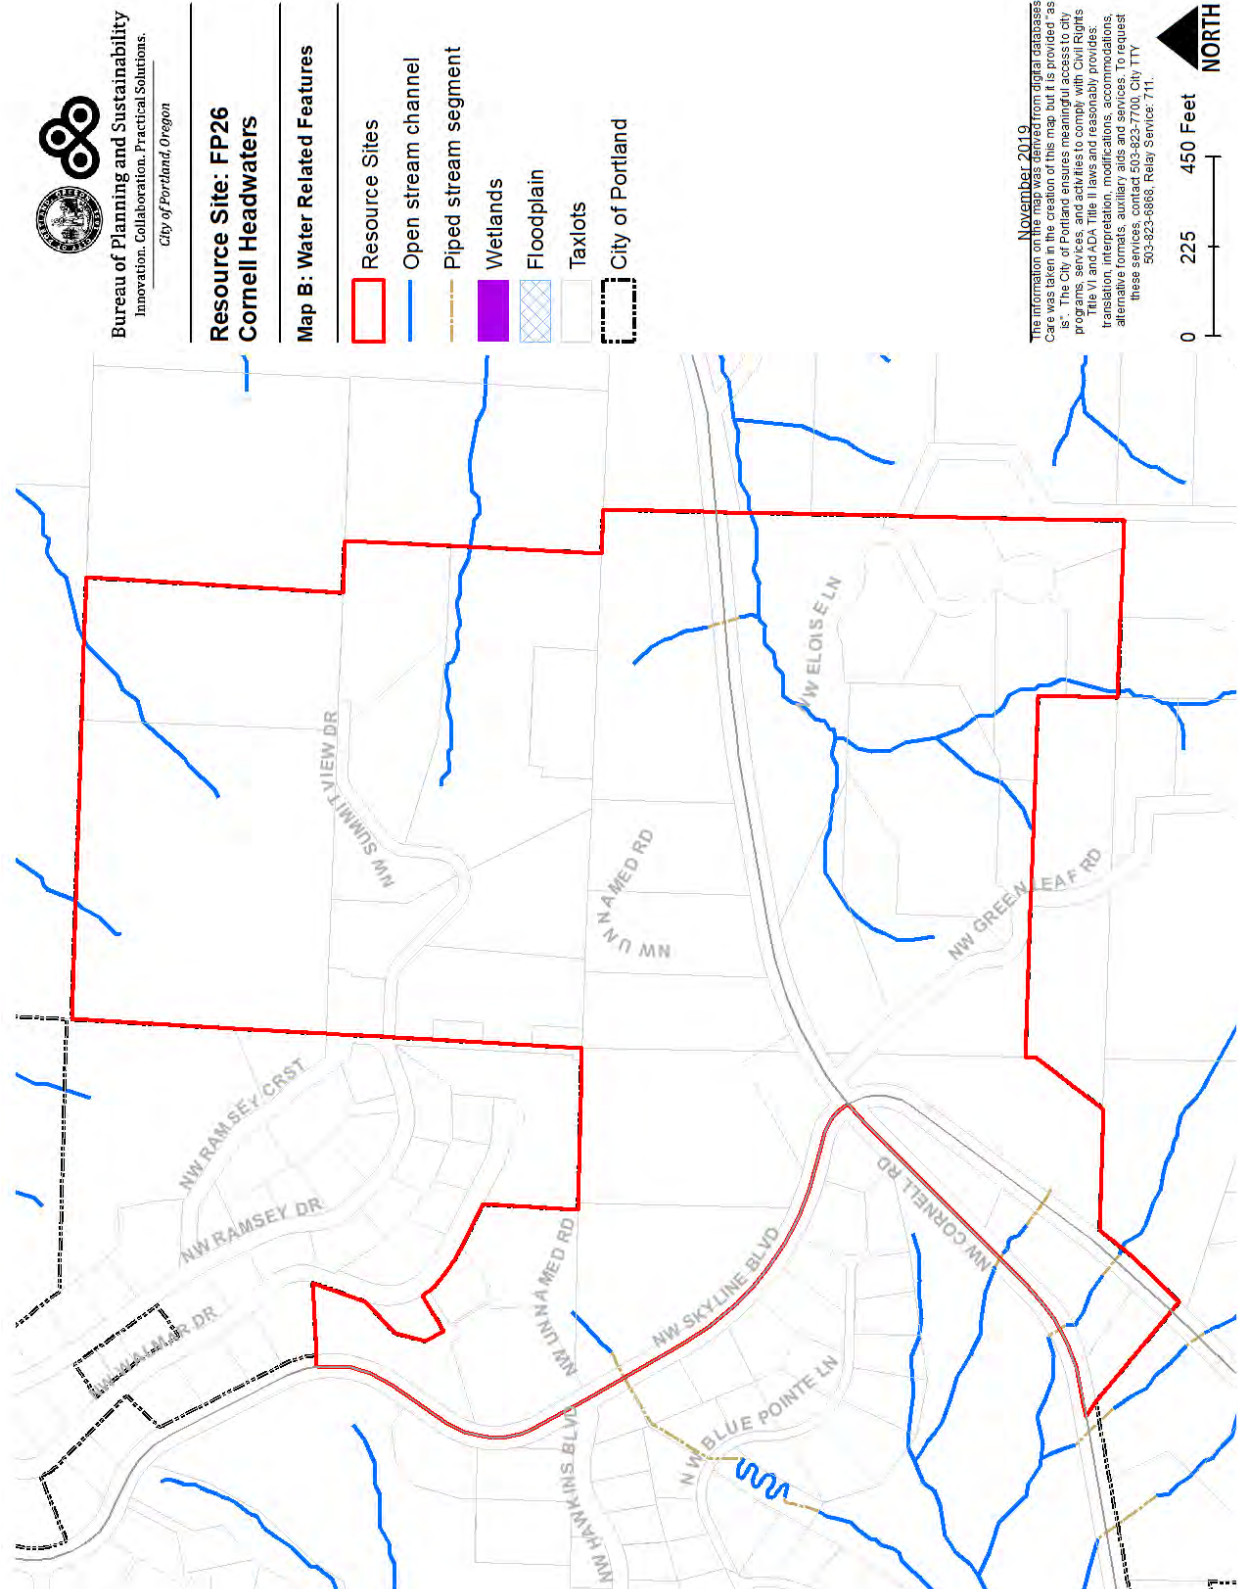 Bureau of Planning and Sustainability
Innovation. Collaboration. Practical Solutions.
City of Portland, Oregon
Resource Site: FP26
Cornell Headwaters
Map B: Water Related Features
Resource Sites
Open stream channel
Piped stream segment
Wetlands
Floodplain
Taxlots
City of Portland
November 2019
The information on the map was derived from digital databases
Care was taken in the creation of this map but it is provided "as
is". The City of Portland ensures meaningful access to city
programs, services, and activities to comply with Civil Rights
Title VI and ADA Title II laws and reasonably provides:
translation, interpretation, modifications, accommodations,
alternative formats, auxiliary aids and services. To request
these services, contact 503-823-7700, City TTY
503-823-6868, Relay Service: 711.
0 225 450 Feet
NORTH
NW RAMSEY CRST
NW RAMSEY DR
NW WALMAR DR
NW SUMMIT VIEW DR
NW UNNAMED RD
NW UNNAMED RD
NW ELOISE LN
NW GREENLEAF RD
NW CORNELL RD
NW SKYLINE BLVD
NW BLUE POINTE LN
NW HAWKINS BLVD